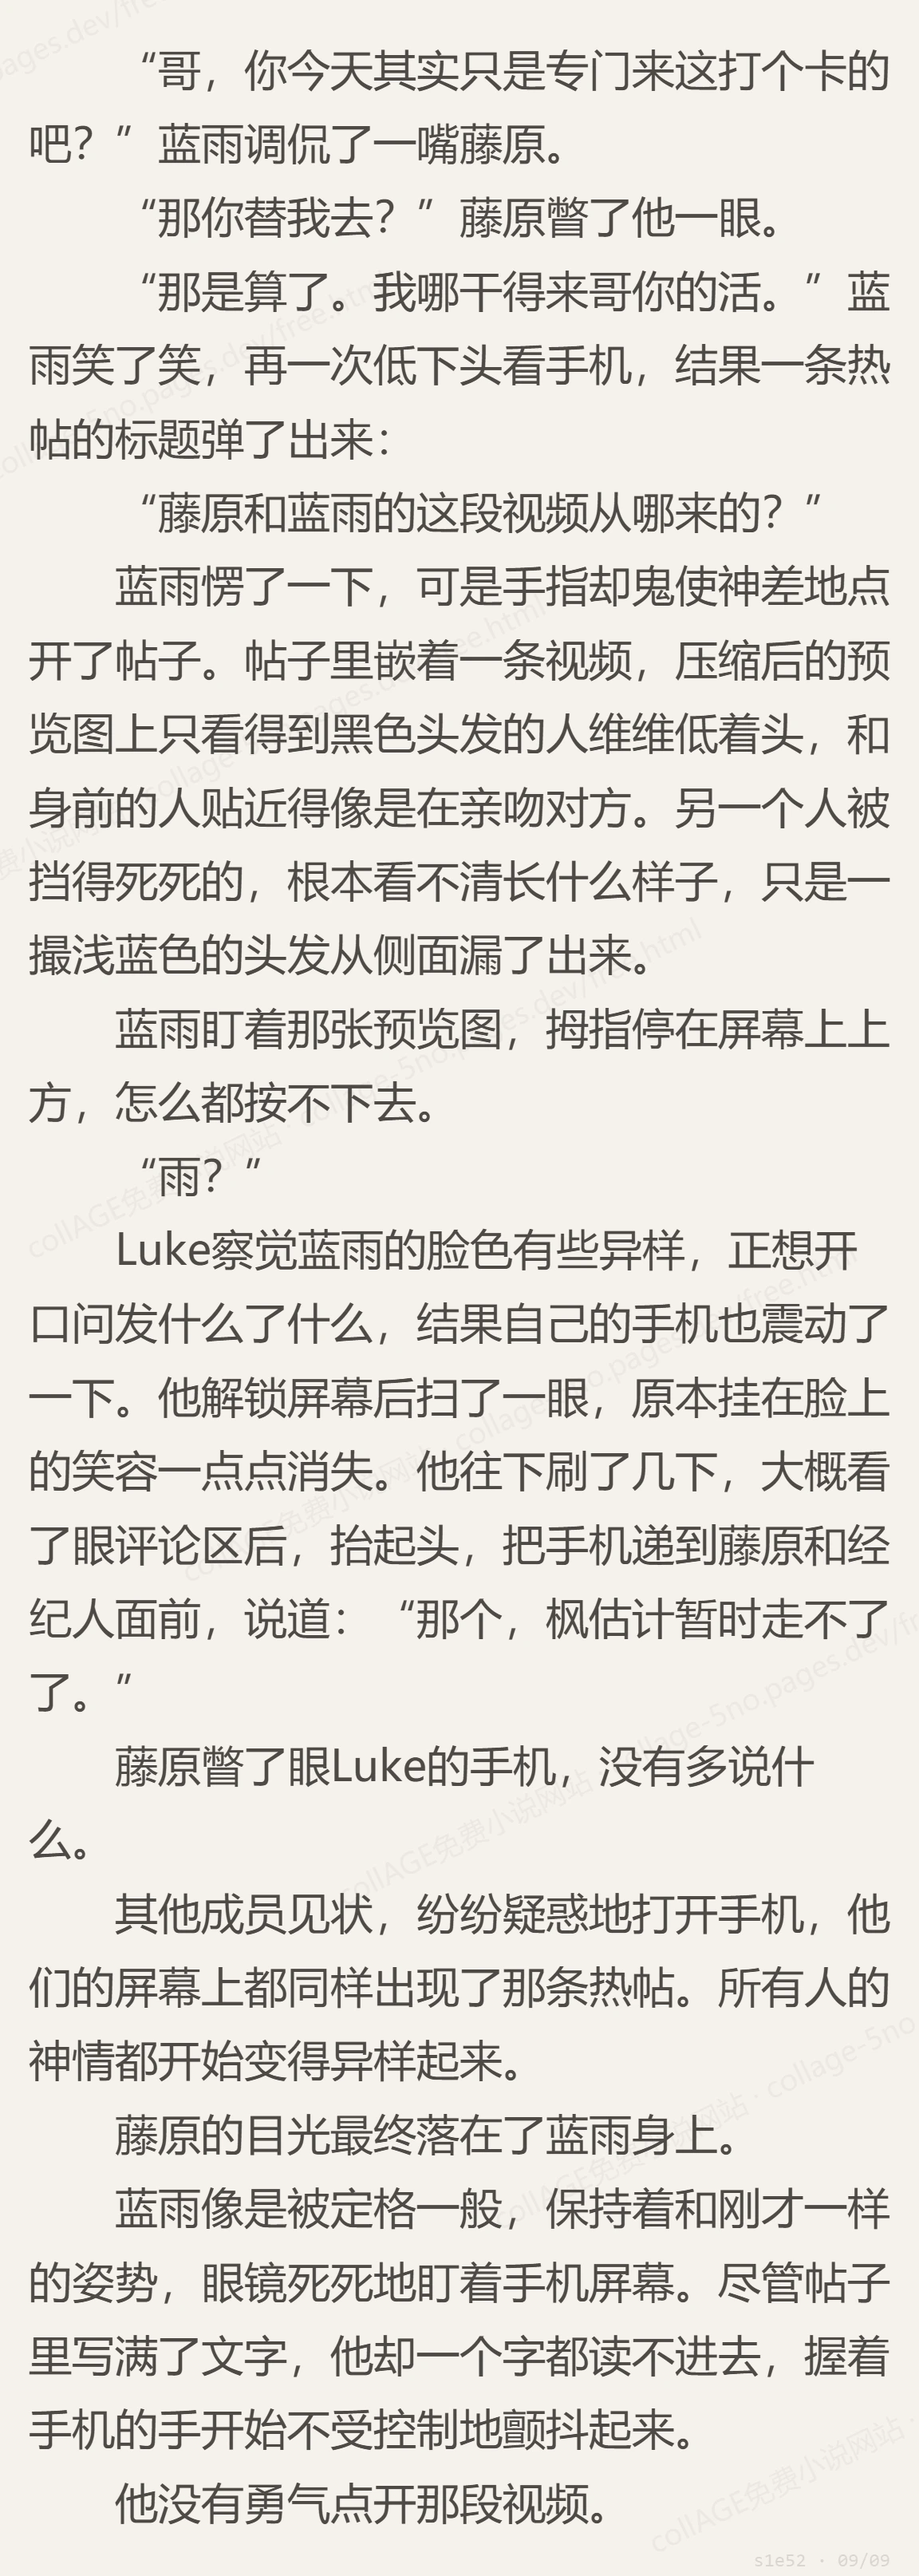 “哥，你今天其实只是专门来这打个卡的
吧？”蓝雨调侃了一嘴藤原。
“那你替我去？”藤原瞥了他一眼。
“那是算了。我哪干得来哥你的活。”蓝
雨笑了笑，再一次低下头看手机，结果一条热
帖的标题弹了出来：
“藤原和蓝雨的这段视频从哪来的？”
蓝雨愣了一下，可是手指却鬼使神差地点
开了帖子。帖子里嵌着一条视频，压缩后的预
览图上只看得到黑色头发的人维维低着头，和
身前的人贴近得像是在亲吻对方。另一个人被
挡得死死的，根本看不清长什么样子，只是一
撮浅蓝色的头发从侧面漏了出来。
蓝雨盯着那张预览图，拇指停在屏幕上上
方，怎么都按不下去。
“雨？”
Luke察觉蓝雨的脸色有些异样，正想开
口问发什么了什么，结果自己的手机也震动了
一下。他解锁屏幕后扫了一眼，原本挂在脸上
的笑容一点点消失。他往下刷了几下，大概看
了眼评论区后，抬起头，把手机递到藤原和经
纪人面前，说道：“那个，枫估计暂时走不了
了。”
藤原瞥了眼Luke的手机，没有多说什
么。
其他成员见状，纷纷疑惑地打开手机，他
们的屏幕上都同样出现了那条热帖。所有人的
神情都开始变得异样起来。
藤原的目光最终落在了蓝雨身上。
蓝雨像是被定格一般，保持着和刚才一样
的姿势，眼镜死死地盯着手机屏幕。尽管帖子
里写满了文字，他却一个字都读不进去，握着
手机的手开始不受控制地颤抖起来。
他没有勇气点开那段视频。
collAGE免费小说网站 · collage-5no.pages.dev/free.html
s1e52 · 09/09